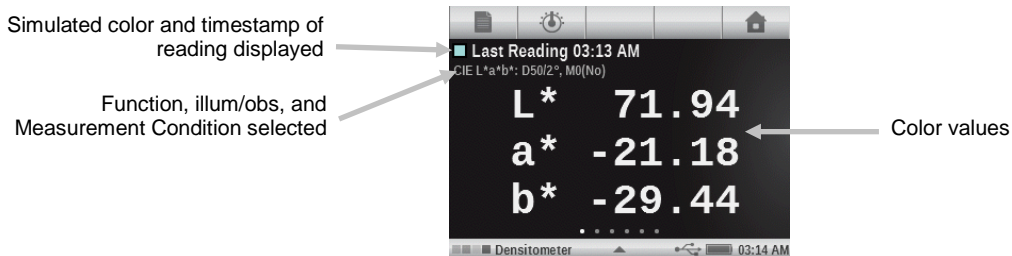 Simulated color and timestamp of
reading displayed
Last Reading 03:13 AM
CIE L*a*b*: D50/2°, M0(No)
Function, illum/obs, and
Measurement Condition selected
L* 71.94
a* -21.18
b* -29.44
Color values
Densitometer 03:14 AM